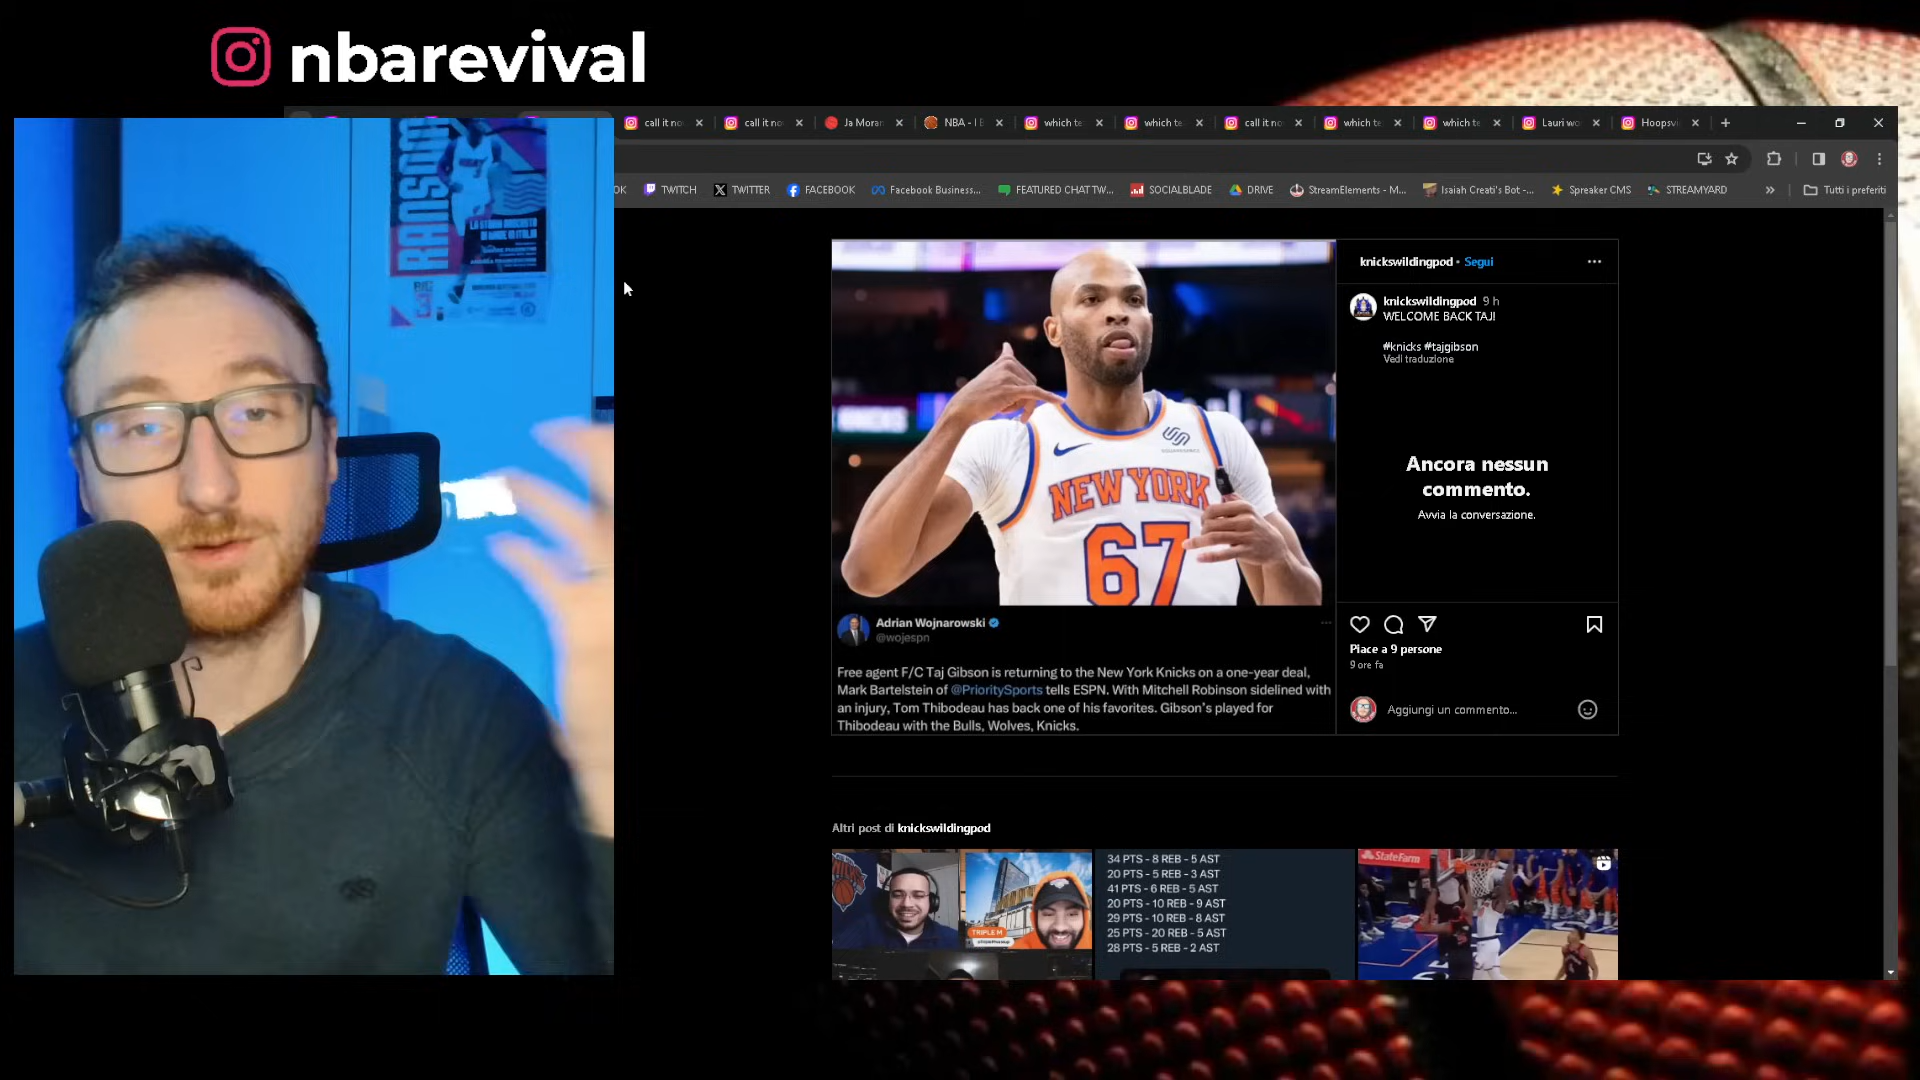 nbarevival
call it no
call it no
Ja Moran
NBA - I B
which te
which te
call it no
which te
which te
Lauri wo
Hoopsvi
OK
TWITCH
TWITTER
FACEBOOK
Facebook Business...
FEATURED CHAT TW...
SOCIALBLADE
DRIVE
StreamElements - M...
Isaiah Creati's Bot -...
Spreaker CMS
STREAMYARD
»
Tutti i preferiti
RANSOM
knickswildingpod • Segui
knickswildingpod 9 h
WELCOME BACK TAJ!
#knicks #tajgibson
Vedi traduzione
NEW YORK
67
Ancora nessun
commento.
Avvia la conversazione.
Adrian Wojnarowski
@wojespn
Free agent F/C Taj Gibson is returning to the New York Knicks on a one-year deal,
Mark Bartelstein of @PrioritySports tells ESPN. With Mitchell Robinson sidelined with
an injury, Tom Thibodeau has back one of his favorites. Gibson's played for
Thibodeau with the Bulls, Wolves, Knicks.
Piace a 9 persone
9 ore fa
Aggiungi un commento...
Altri post di knickswildingpod
TRIPLE M
34 PTS - 8 REB - 5 AST
20 PTS - 5 REB - 3 AST
41 PTS - 6 REB - 5 AST
20 PTS - 10 REB - 9 AST
29 PTS - 10 REB - 8 AST
25 PTS - 20 REB - 5 AST
28 PTS - 5 REB - 2 AST
StateFarm